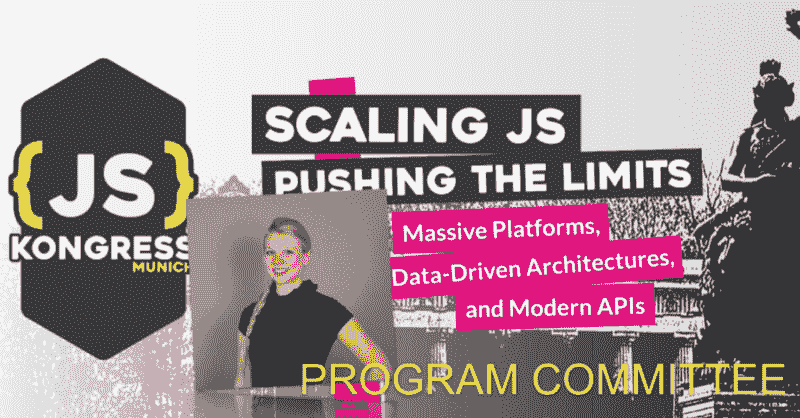 {JS}
KONGRESS
MUNICH
SCALING JS
PUSHING THE LIMITS
Massive Platforms,
Data-Driven Architectures,
and Modern APIs
PROGRAM COMMITTEE